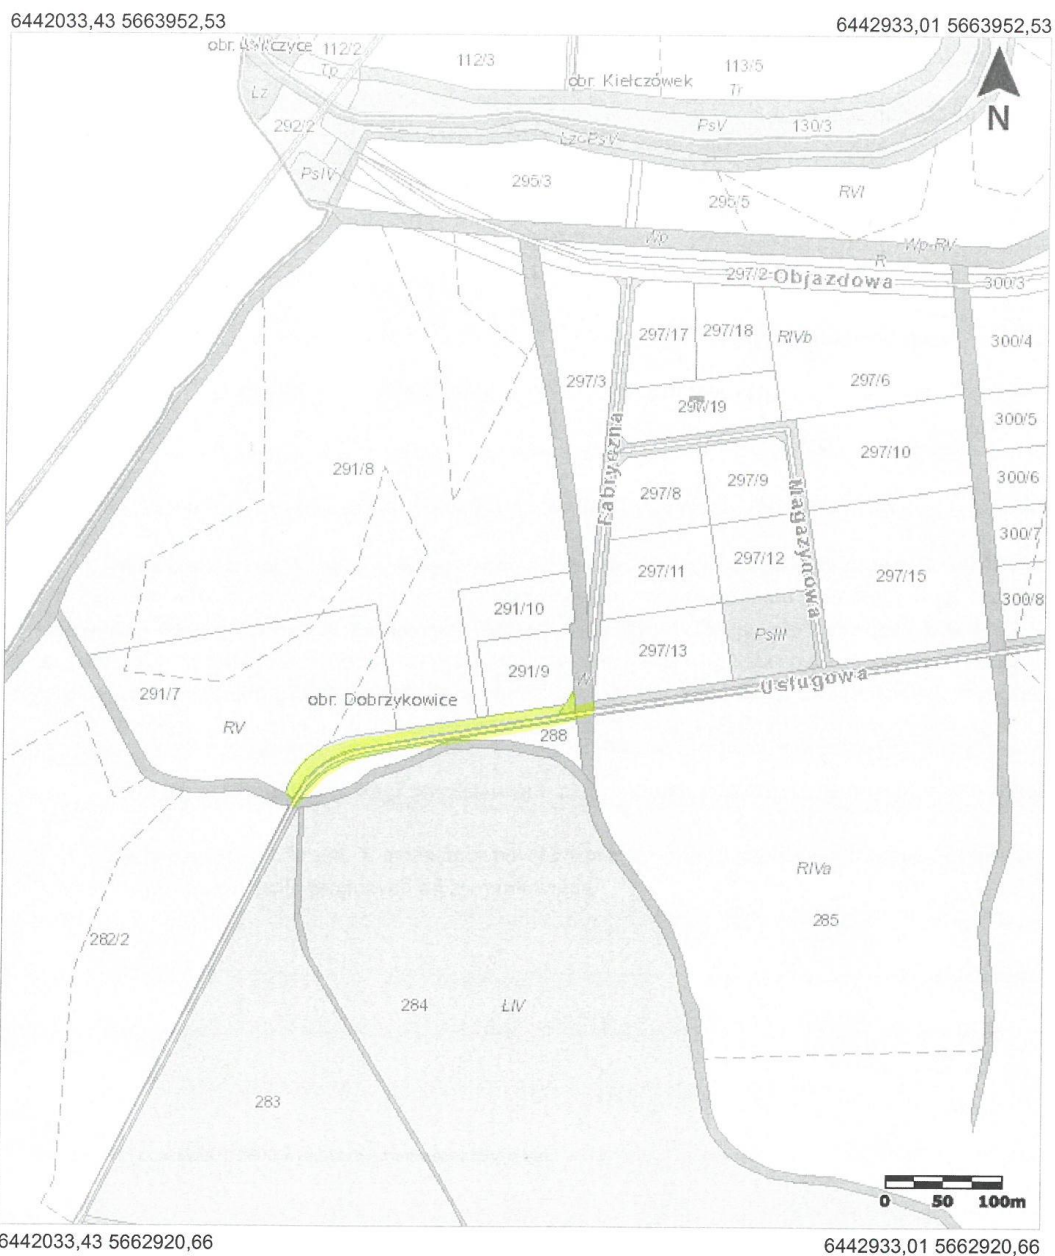 6442033,43 5663952,53
6442933,01 5663952,53
obr.
112/2
112/3
113/5
obr. Kiełczówek
Tp
Tr
Lz
292/2
PsV
130/3
PsIV
295/3
295/5
RVI
N
Wp
Wp-RV
R
297/2
Objazdowa
300/3
297/17
297/18
RIVb
300/4
297/3
297/6
297/19
300/5
Fabryczna
297/10
291/8
297/8
297/9
300/6
Magazynowa
300/7
297/11
297/12
297/15
291/10
300/8
PsIII
297/13
291/9
Usługowa
291/7
obr. Dobrzykowice
RV
288
RIVa
285
282/2
284
ŁIV
283
0 50 100m
6442033,43 5662920,66
6442933,01 5662920,66